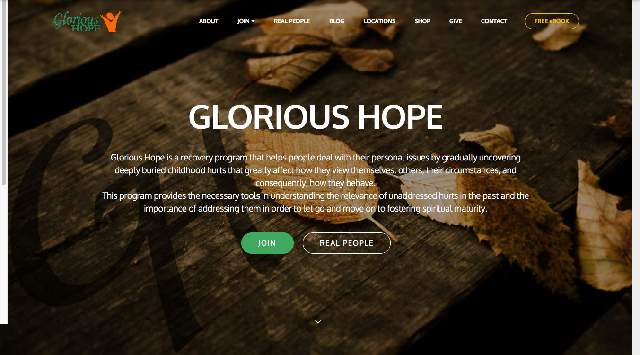 Glorious
HOPE
ABOUT
JOIN
REAL PEOPLE
BLOG
LOCATIONS
SHOP
GIVE
CONTACT
FREE eBOOK
GLORIOUS HOPE
Glorious Hope is a recovery program that helps people deal with their personal issues by gradually uncovering
deeply buried childhood hurts that greatly affect how they view themselves, others, their circumstances, and
consequently, how they behave.
This program provides the necessary tools in understanding the relevance of unaddressed hurts in the past and the
importance of addressing them in order to let go and move on to fostering spiritual maturity.
JOIN
REAL PEOPLE